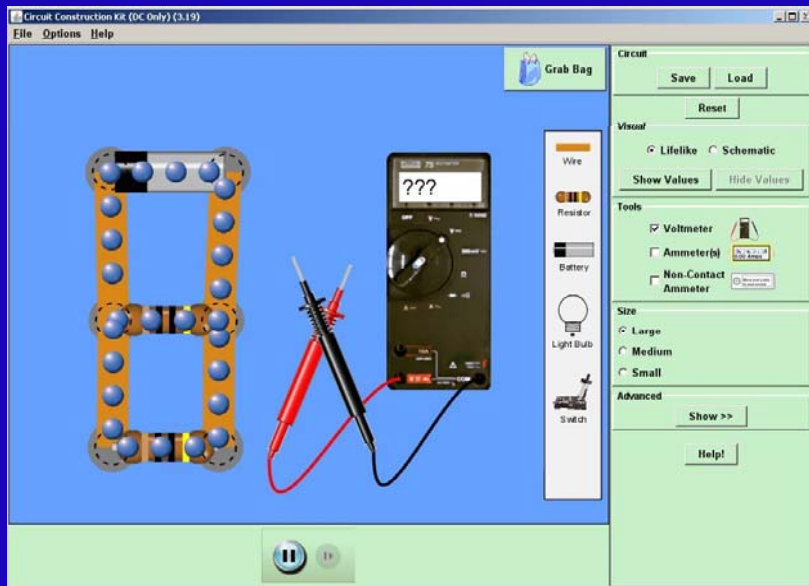 Circuit Construction Kit (DC Only) (3.19)
File Options Help
Grab Bag
Wire
Resistor
Battery
Light Bulb
Switch
???
OFF
COM
Circuit
Save Load
Reset
Visual
Lifelike Schematic
Show Values Hide Values
Tools
Voltmeter
Ammeter(s)
Non-Contact
Ammeter
Size
Large
Medium
Small
Advanced
Show >>
Help!